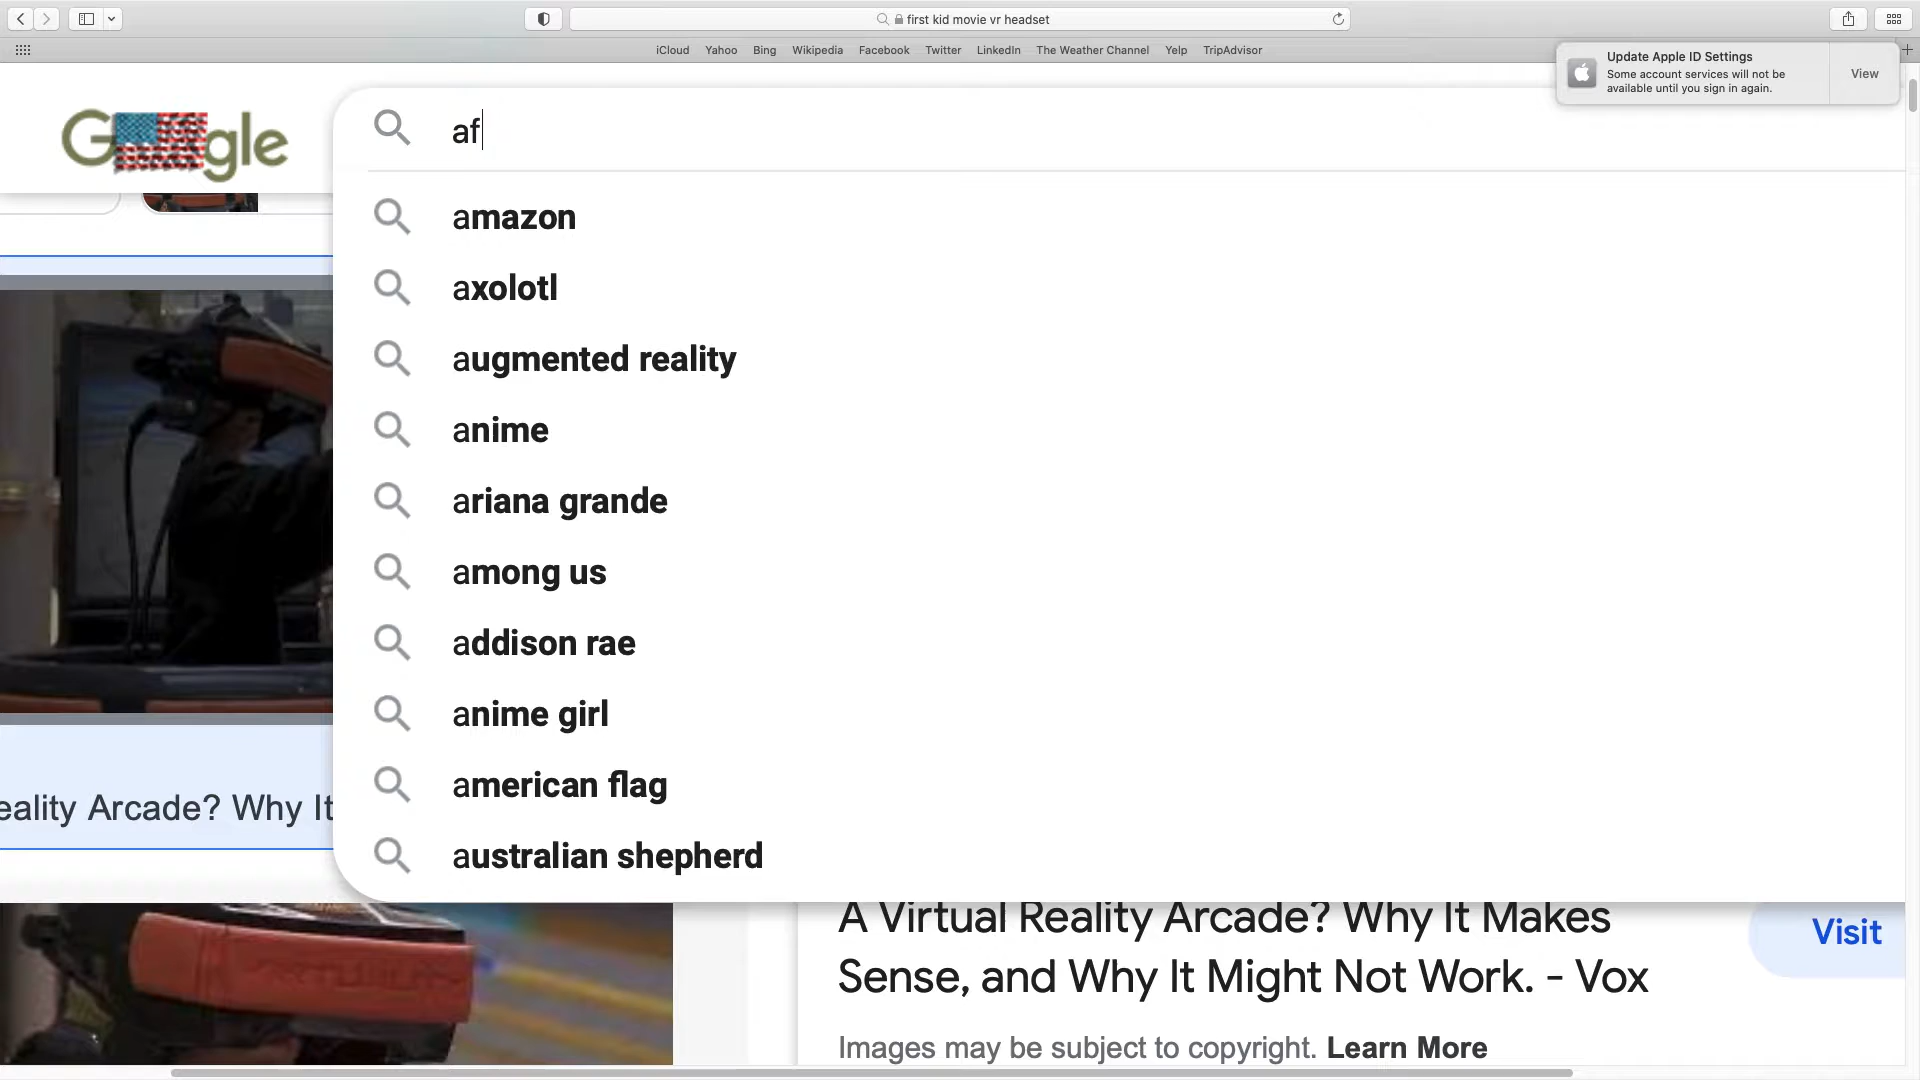 first kid movie vr headset
iCloud Yahoo Bing Wikipedia Facebook Twitter LinkedIn The Weather Channel Yelp TripAdvisor
Update Apple ID Settings
Some account services will not be
available until you sign in again.
View
Google
af
amazon
axolotl
augmented reality
anime
ariana grande
among us
addison rae
anime girl
american flag
australian shepherd
eality Arcade? Why It
A Virtual Reality Arcade? Why It Makes
Sense, and Why It Might Not Work. - Vox
Visit
Images may be subject to copyright. Learn More